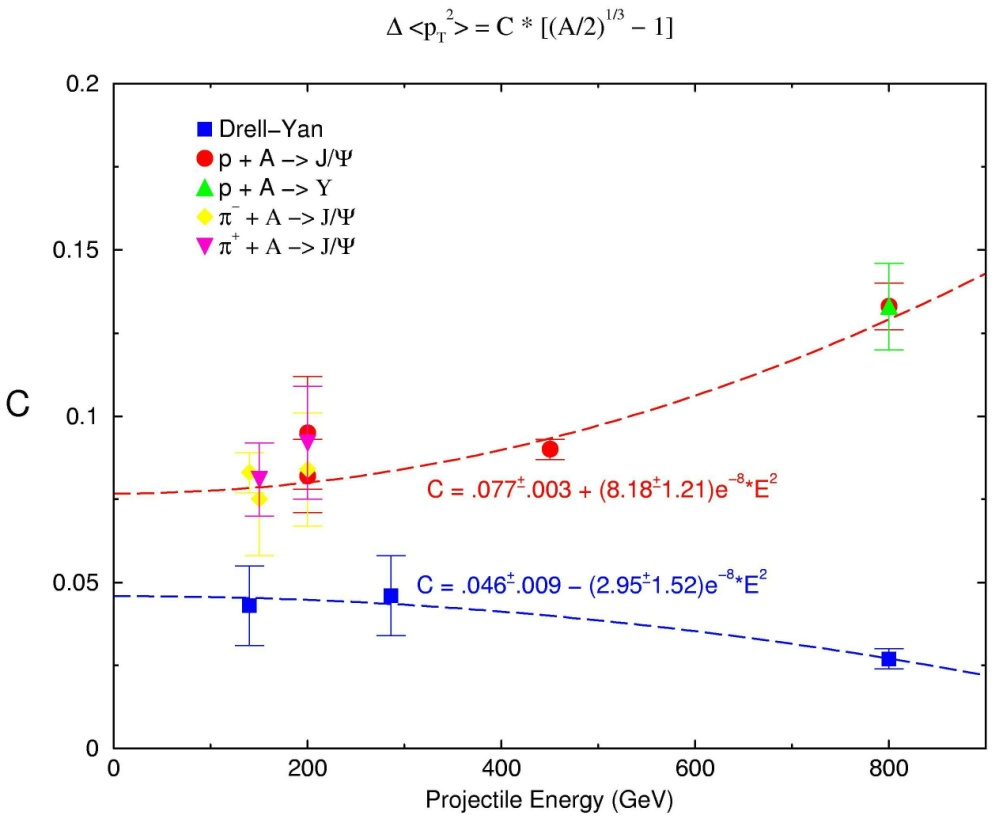 Δ <p_T^2> = C * [(A/2)^1/3 − 1]
0.2
Drell−Yan
p + A −> J/Ψ
p + A −> Υ
π^− + A −> J/Ψ
π^+ + A −> J/Ψ
0.15
0.1
C
C = .077±.003 + (8.18±1.21)e^−8*E^2
C = .046±.009 − (2.95±1.52)e^−8*E^2
0.05
0
0 200 400 600 800
Projectile Energy (GeV)